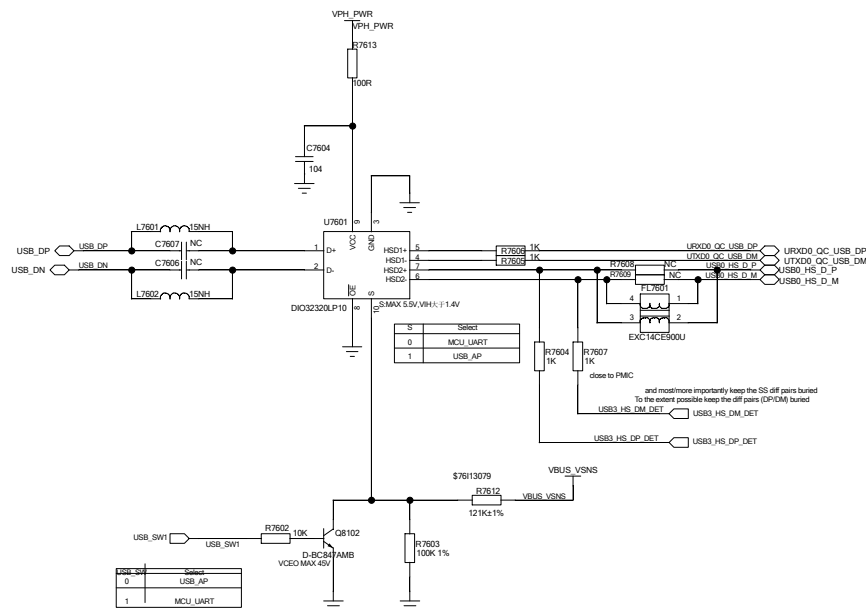 VPH_PWR
VPH_PWR
R7613
100R
C7604
104
U7601
9
3
L7601
15NH
C7607
NC
USB_DP
USB_DP
1
D+
VCC
GND
HSD1+
5
R7606
1K
URXD0_QC_USB_DP
URXD0_QC_USB_DP
C7606
NC
HSD1-
4
R7605
1K
UTXD0_QC_USB_DM
UTXD0_QC_USB_DM
USB_DN
USB_DN
2
D-
HSD2+
7
R7608
NC
USB0_HS_D_P
USB0_HS_D_P
HSD2-
6
R7609
NC
USB0_HS_D_M
USB0_HS_D_M
L7602
15NH
OE
S
FL7601
4
1
3
2
EXC14CE900U
DIO32320LP10
8
10
S:MAX 5.5V,VIH大于1.4V
S
Select
0
MCU_UART
1
USB_AP
R7604
1K
R7607
1K
close to PMIC
and most/more importantly keep the SS diff pairs buried
To the extent possible keep the diff pairs (DP/DM) buried
USB3_HS_DM_DET
USB3_HS_DM_DET
USB3_HS_DP_DET
USB3_HS_DP_DET
$76I13079
VBUS_VSNS
R7612
VBUS_VSNS
121K±1%
USB_SW1
USB_SW1
R7602
10K
Q8102
D-BC847AMB
VCEO MAX 45V
R7603
100K 1%
USB_SW
Select
0
USB_AP
1
MCU_UART